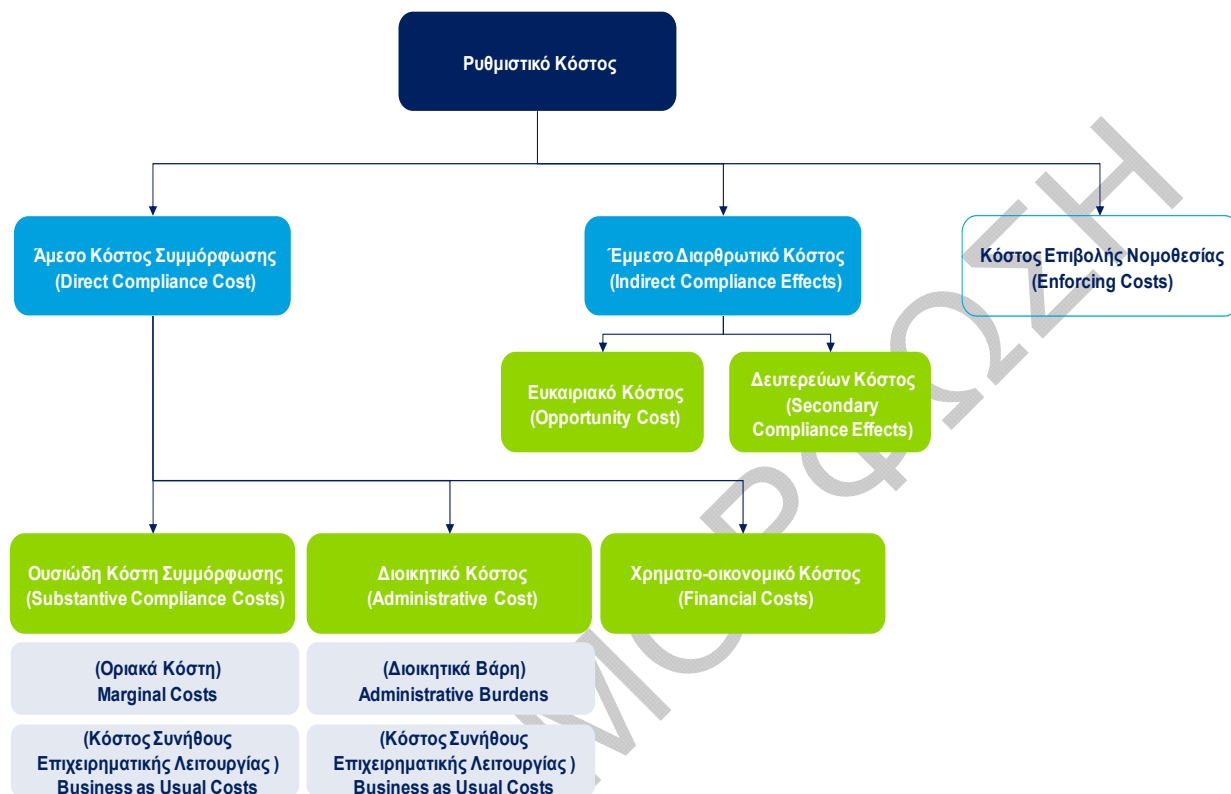 Ρυθμιστικό Κόστος
Άμεσο Κόστος Συμμόρφωσης
(Direct Compliance Cost)
Έμμεσο Διαρθρωτικό Κόστος
(Indirect Compliance Effects)
Κόστος Επιβολής Νομοθεσίας
(Enforcing Costs)
Ευκαιριακό Κόστος
(Opportunity Cost)
Δευτερεύων Κόστος
(Secondary
Compliance Effects)
Ουσιώδη Κόστη Συμμόρφωσης
(Substantive Compliance Costs)
Διοικητικό Κόστος
(Administrative Cost)
Χρηματο-οικονομικό Κόστος
(Financial Costs)
(Οριακά Κόστη)
Marginal Costs
(Διοικητικά Βάρη)
Administrative Burdens
(Κόστος Συνήθους
Επιχειρηματικής Λειτουργίας )
Business as Usual Costs
(Κόστος Συνήθους
Επιχειρηματικής Λειτουργίας )
Business as Usual Costs
ΜΟΡΦΩΣΗ